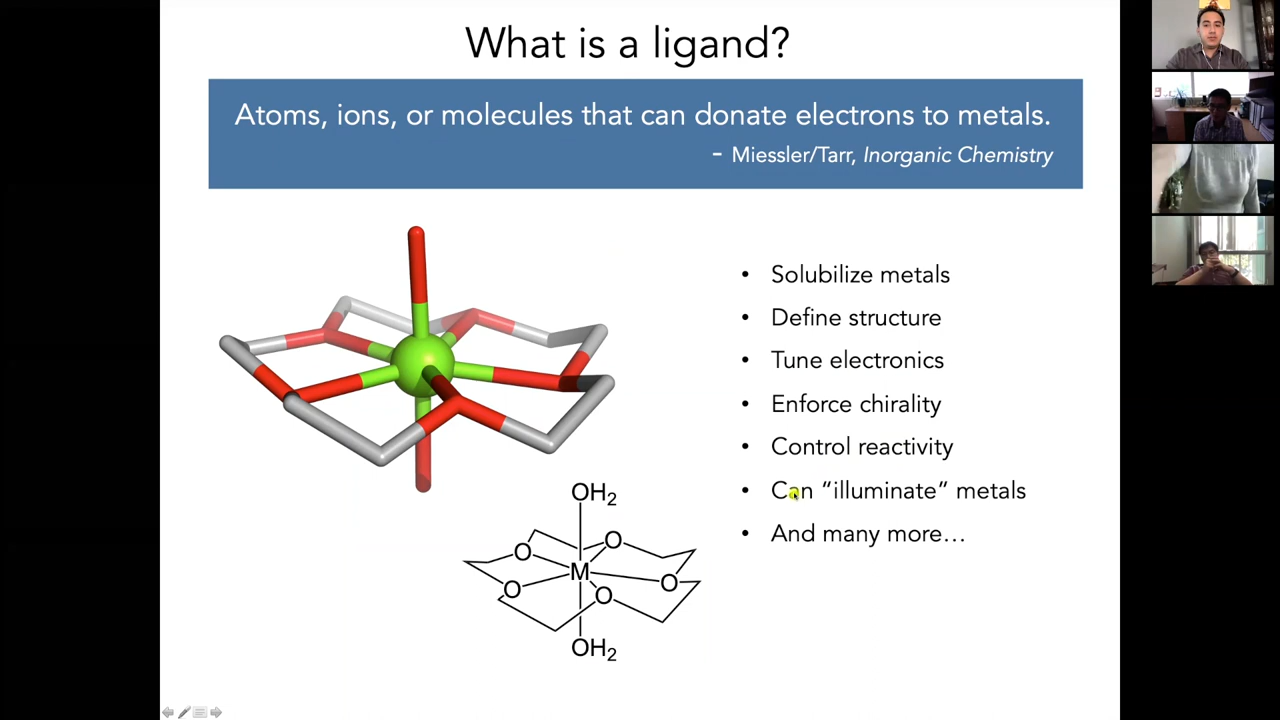 What is a ligand?
Atoms, ions, or molecules that can donate electrons to metals.
- Miessler/Tarr, Inorganic Chemistry
• Solubilize metals
• Define structure
• Tune electronics
• Enforce chirality
• Control reactivity
• Can “illuminate” metals
• And many more...
OH2
O O
M O
O O
OH2